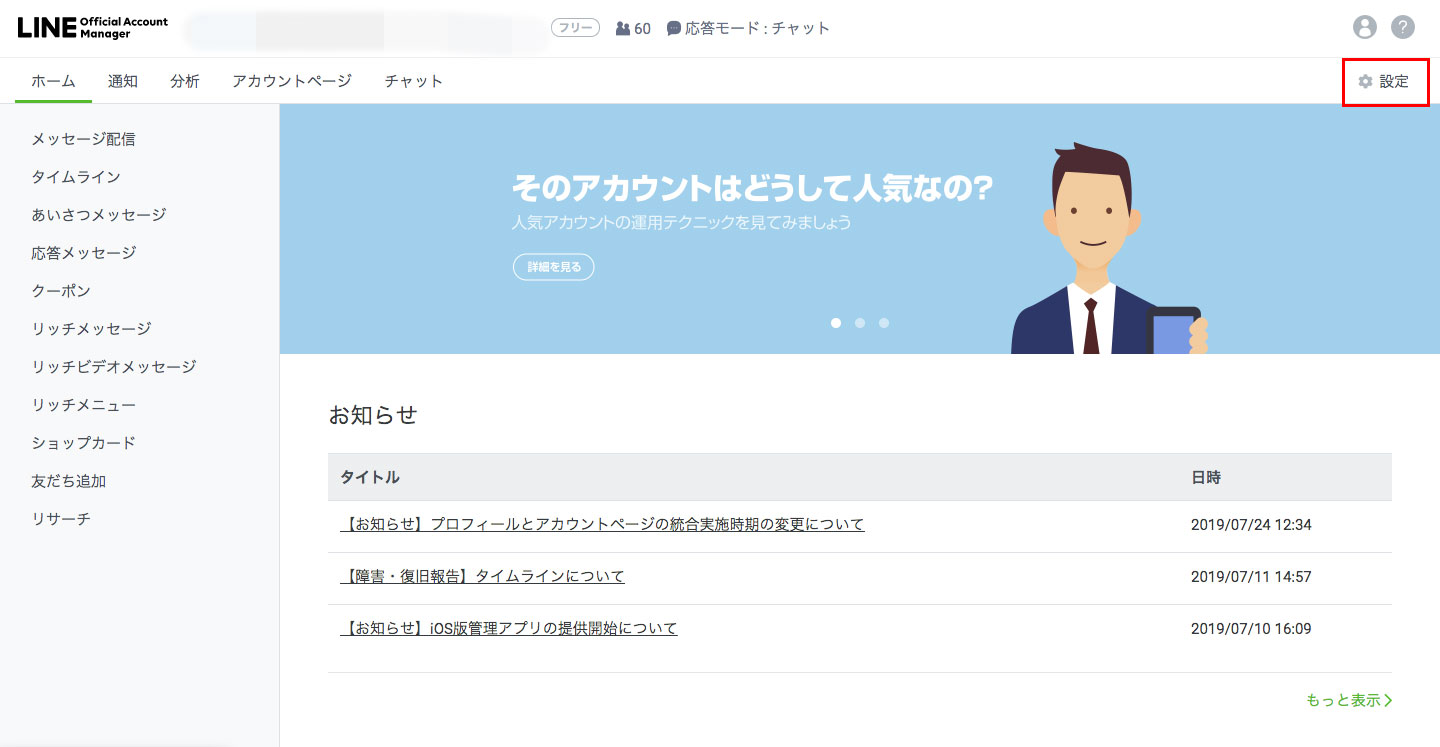 LINE Official Account Manager
フリー
60
応答モード : チャット
?
ホーム
通知
分析
アカウントページ
チャット
設定
メッセージ配信
タイムライン
あいさつメッセージ
応答メッセージ
クーポン
リッチメッセージ
リッチビデオメッセージ
リッチメニュー
ショップカード
友だち追加
リサーチ
そのアカウントはどうして人気なの?
人気アカウントの運用テクニックを見てみましょう
詳細を見る
お知らせ
タイトル 日時
【お知らせ】プロフィールとアカウントページの統合実施時期の変更について 2019/07/24 12:34
【障害・復旧報告】タイムラインについて 2019/07/11 14:57
【お知らせ】iOS版管理アプリの提供開始について 2019/07/10 16:09
もっと表示